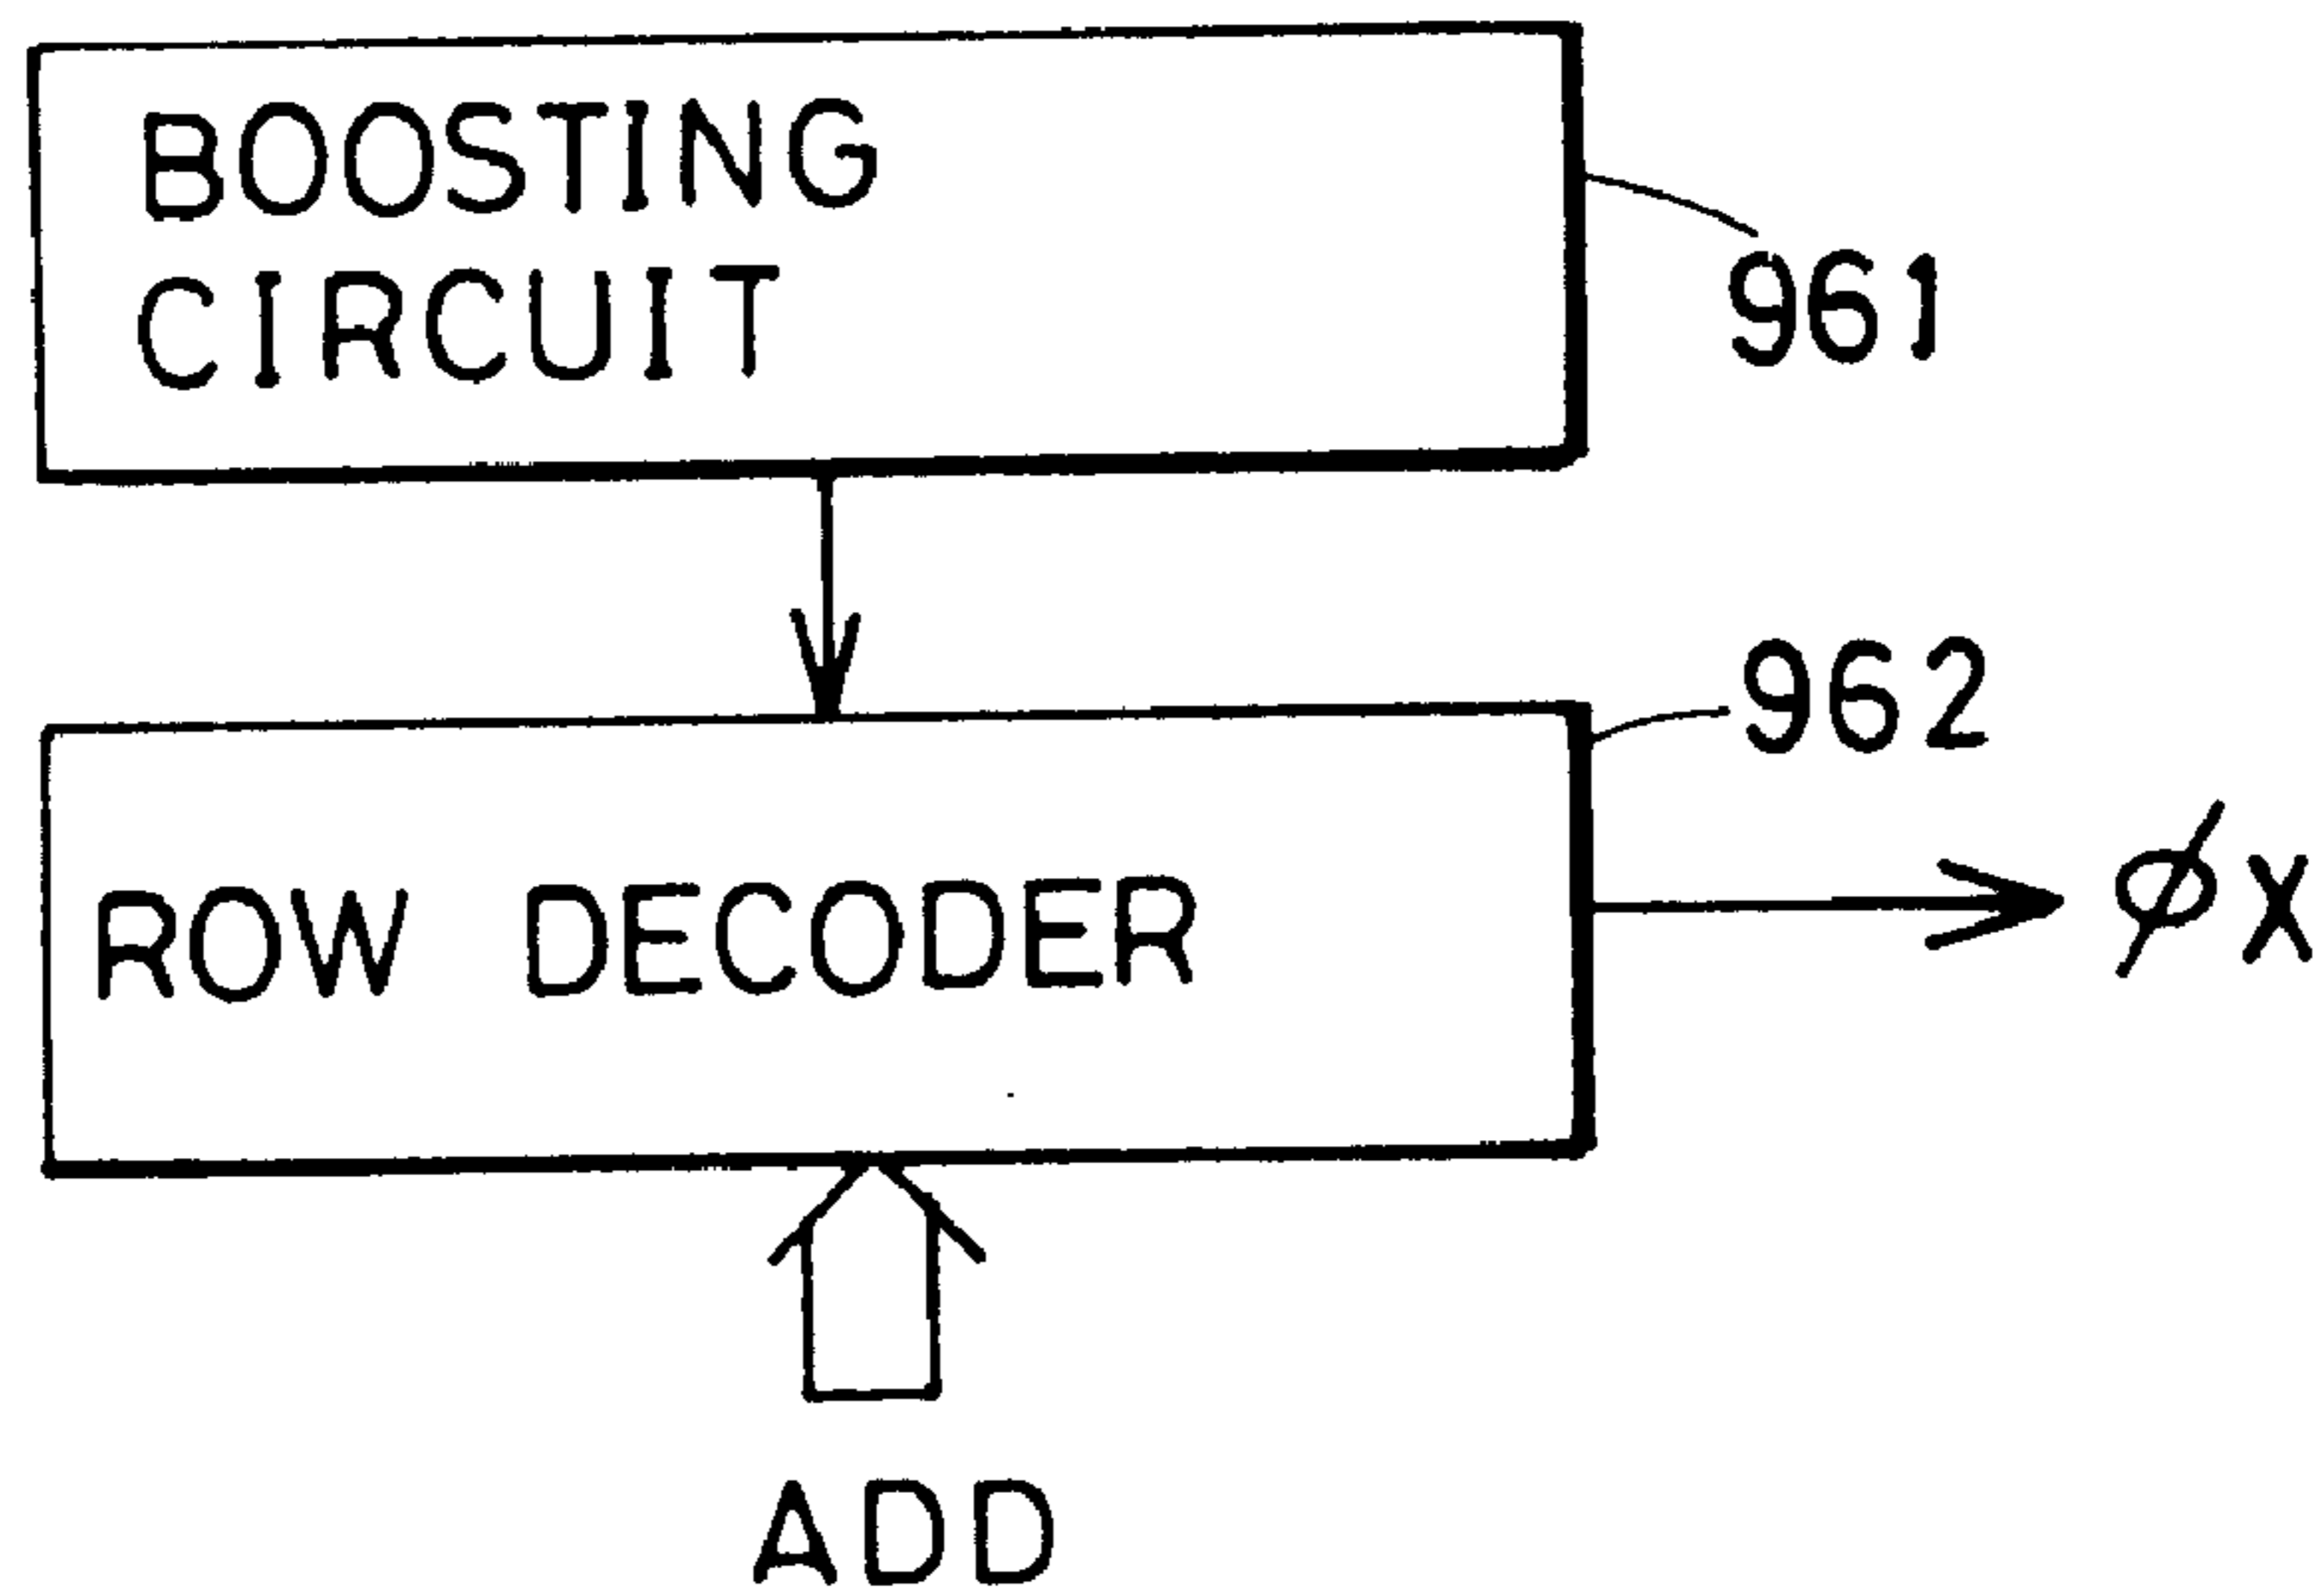 BOOSTING
CIRCUIT
961
962
ROW DECODER
φX
ADD